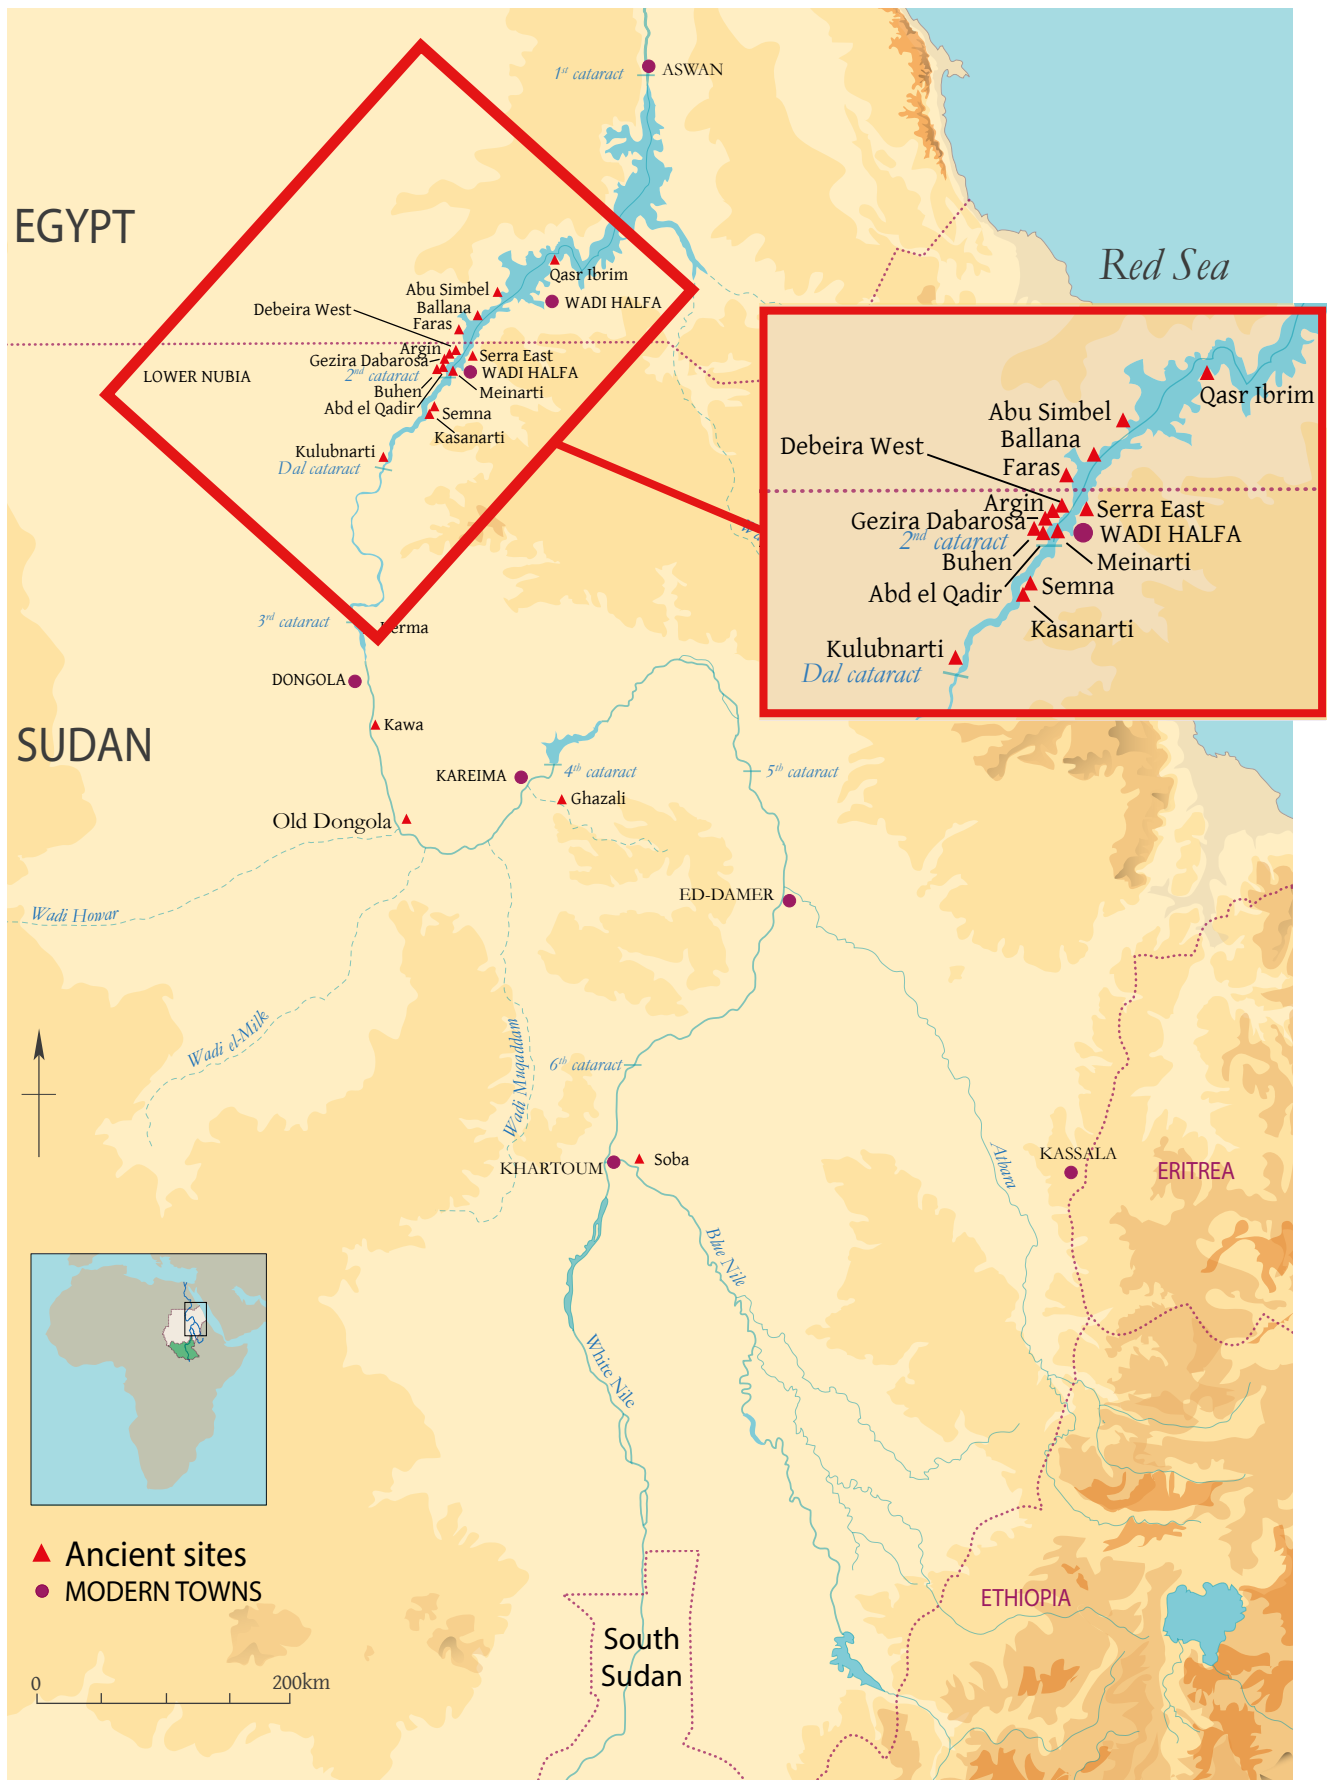 1st cataract
ASWAN
EGYPT
Red Sea
Qasr Ibrim
Abu Simbel
WADI HALFA
Ballana
Debeira West
Faras
Argin
Serra East
Gezira Dabarosa
WADI HALFA
LOWER NUBIA
2nd cataract
Buhen
Meinarti
Abd el Qadir
Semna
Kasanarti
Kulubnarti
Dal cataract
Qasr Ibrim
Abu Simbel
Ballana
Debeira West
Faras
Argin
Serra East
Gezira Dabarosa
2nd cataract
WADI HALFA
Buhen
Meinarti
Abd el Qadir
Semna
Kasanarti
Kulubnarti
Dal cataract
3rd cataract
erma
DONGOLA
Kawa
SUDAN
KAREIMA
4th cataract
5th cataract
Ghazali
Old Dongola
ED-DAMER
Wadi Howar
Wadi el-Milk
Wadi Muqaddam
6th cataract
KHARTOUM
Soba
Atbara
KASSALA
ERITREA
Blue Nile
White Nile
Ancient sites
MODERN TOWNS
ETHIOPIA
South
Sudan
0
200km